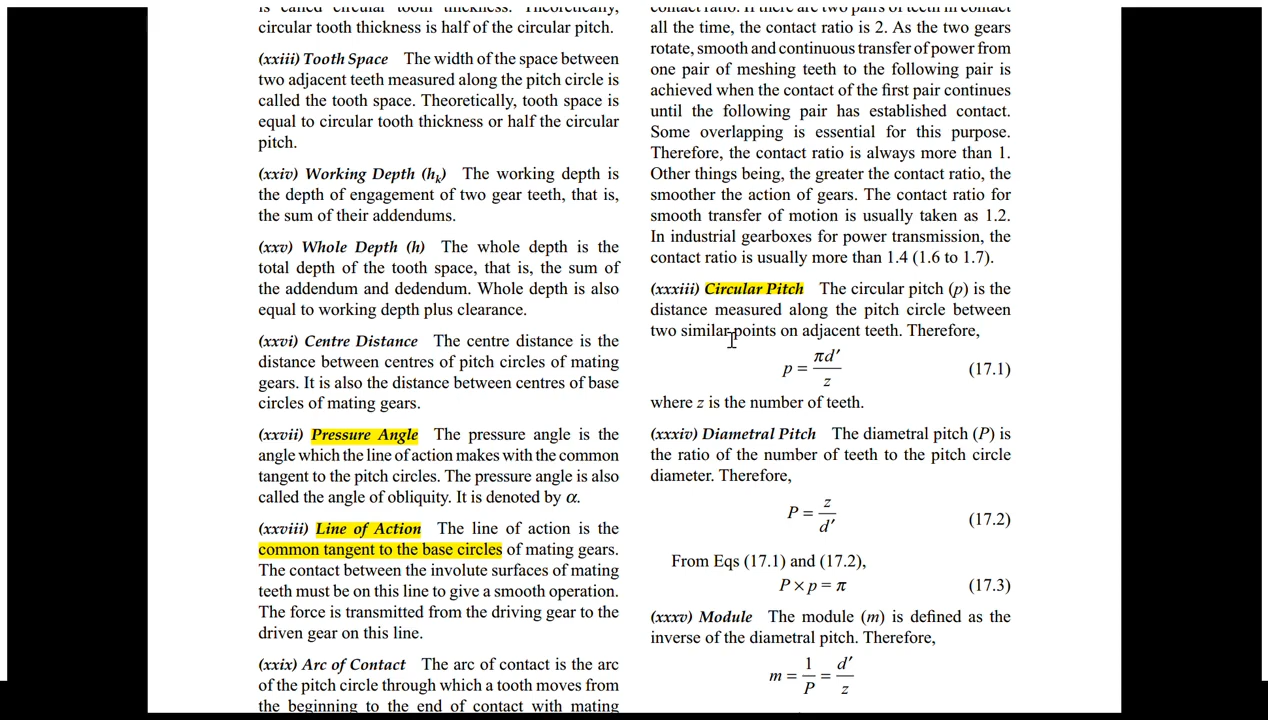 is called circular tooth thickness. Theoretically,
circular tooth thickness is half of the circular pitch.
(xxiii) Tooth Space The width of the space between
two adjacent teeth measured along the pitch circle is
called the tooth space. Theoretically, tooth space is
equal to circular tooth thickness or half the circular
pitch.
(xxiv) Working Depth (hk) The working depth is
the depth of engagement of two gear teeth, that is,
the sum of their addendums.
(xxv) Whole Depth (h) The whole depth is the
total depth of the tooth space, that is, the sum of
the addendum and dedendum. Whole depth is also
equal to working depth plus clearance.
(xxvi) Centre Distance The centre distance is the
distance between centres of pitch circles of mating
gears. It is also the distance between centres of base
circles of mating gears.
(xxvii) Pressure Angle The pressure angle is the
angle which the line of action makes with the common
tangent to the pitch circles. The pressure angle is also
called the angle of obliquity. It is denoted by α.
(xxviii) Line of Action The line of action is the
common tangent to the base circles of mating gears.
The contact between the involute surfaces of mating
teeth must be on this line to give a smooth operation.
The force is transmitted from the driving gear to the
driven gear on this line.
(xxix) Arc of Contact The arc of contact is the arc
of the pitch circle through which a tooth moves from
the beginning to the end of contact with mating
contact ratio. If there are two pairs of teeth in contact
all the time, the contact ratio is 2. As the two gears
rotate, smooth and continuous transfer of power from
one pair of meshing teeth to the following pair is
achieved when the contact of the first pair continues
until the following pair has established contact.
Some overlapping is essential for this purpose.
Therefore, the contact ratio is always more than 1.
Other things being, the greater the contact ratio, the
smoother the action of gears. The contact ratio for
smooth transfer of motion is usually taken as 1.2.
In industrial gearboxes for power transmission, the
contact ratio is usually more than 1.4 (1.6 to 1.7).
(xxxiii) Circular Pitch The circular pitch (p) is the
distance measured along the pitch circle between
two similar points on adjacent teeth. Therefore,
p = πd′/z (17.1)
where z is the number of teeth.
(xxxiv) Diametral Pitch The diametral pitch (P) is
the ratio of the number of teeth to the pitch circle
diameter. Therefore,
P = z/d′ (17.2)
From Eqs (17.1) and (17.2),
P × p = π (17.3)
(xxxv) Module The module (m) is defined as the
inverse of the diametral pitch. Therefore,
m = 1/P = d′/z